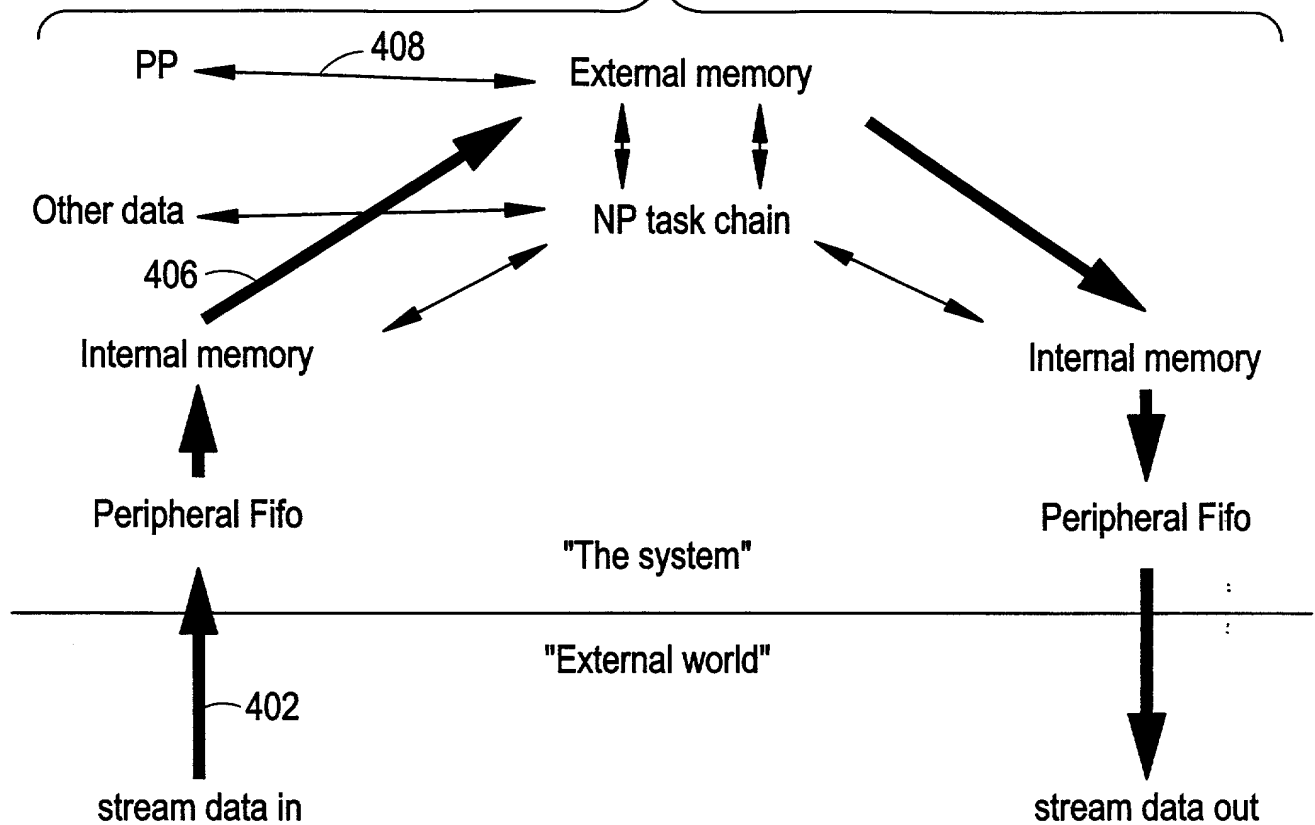 408
PP
External memory
Other data
NP task chain
406
Internal memory
Internal memory
Peripheral Fifo
Peripheral Fifo
"The system"
"External world"
402
stream data in
stream data out